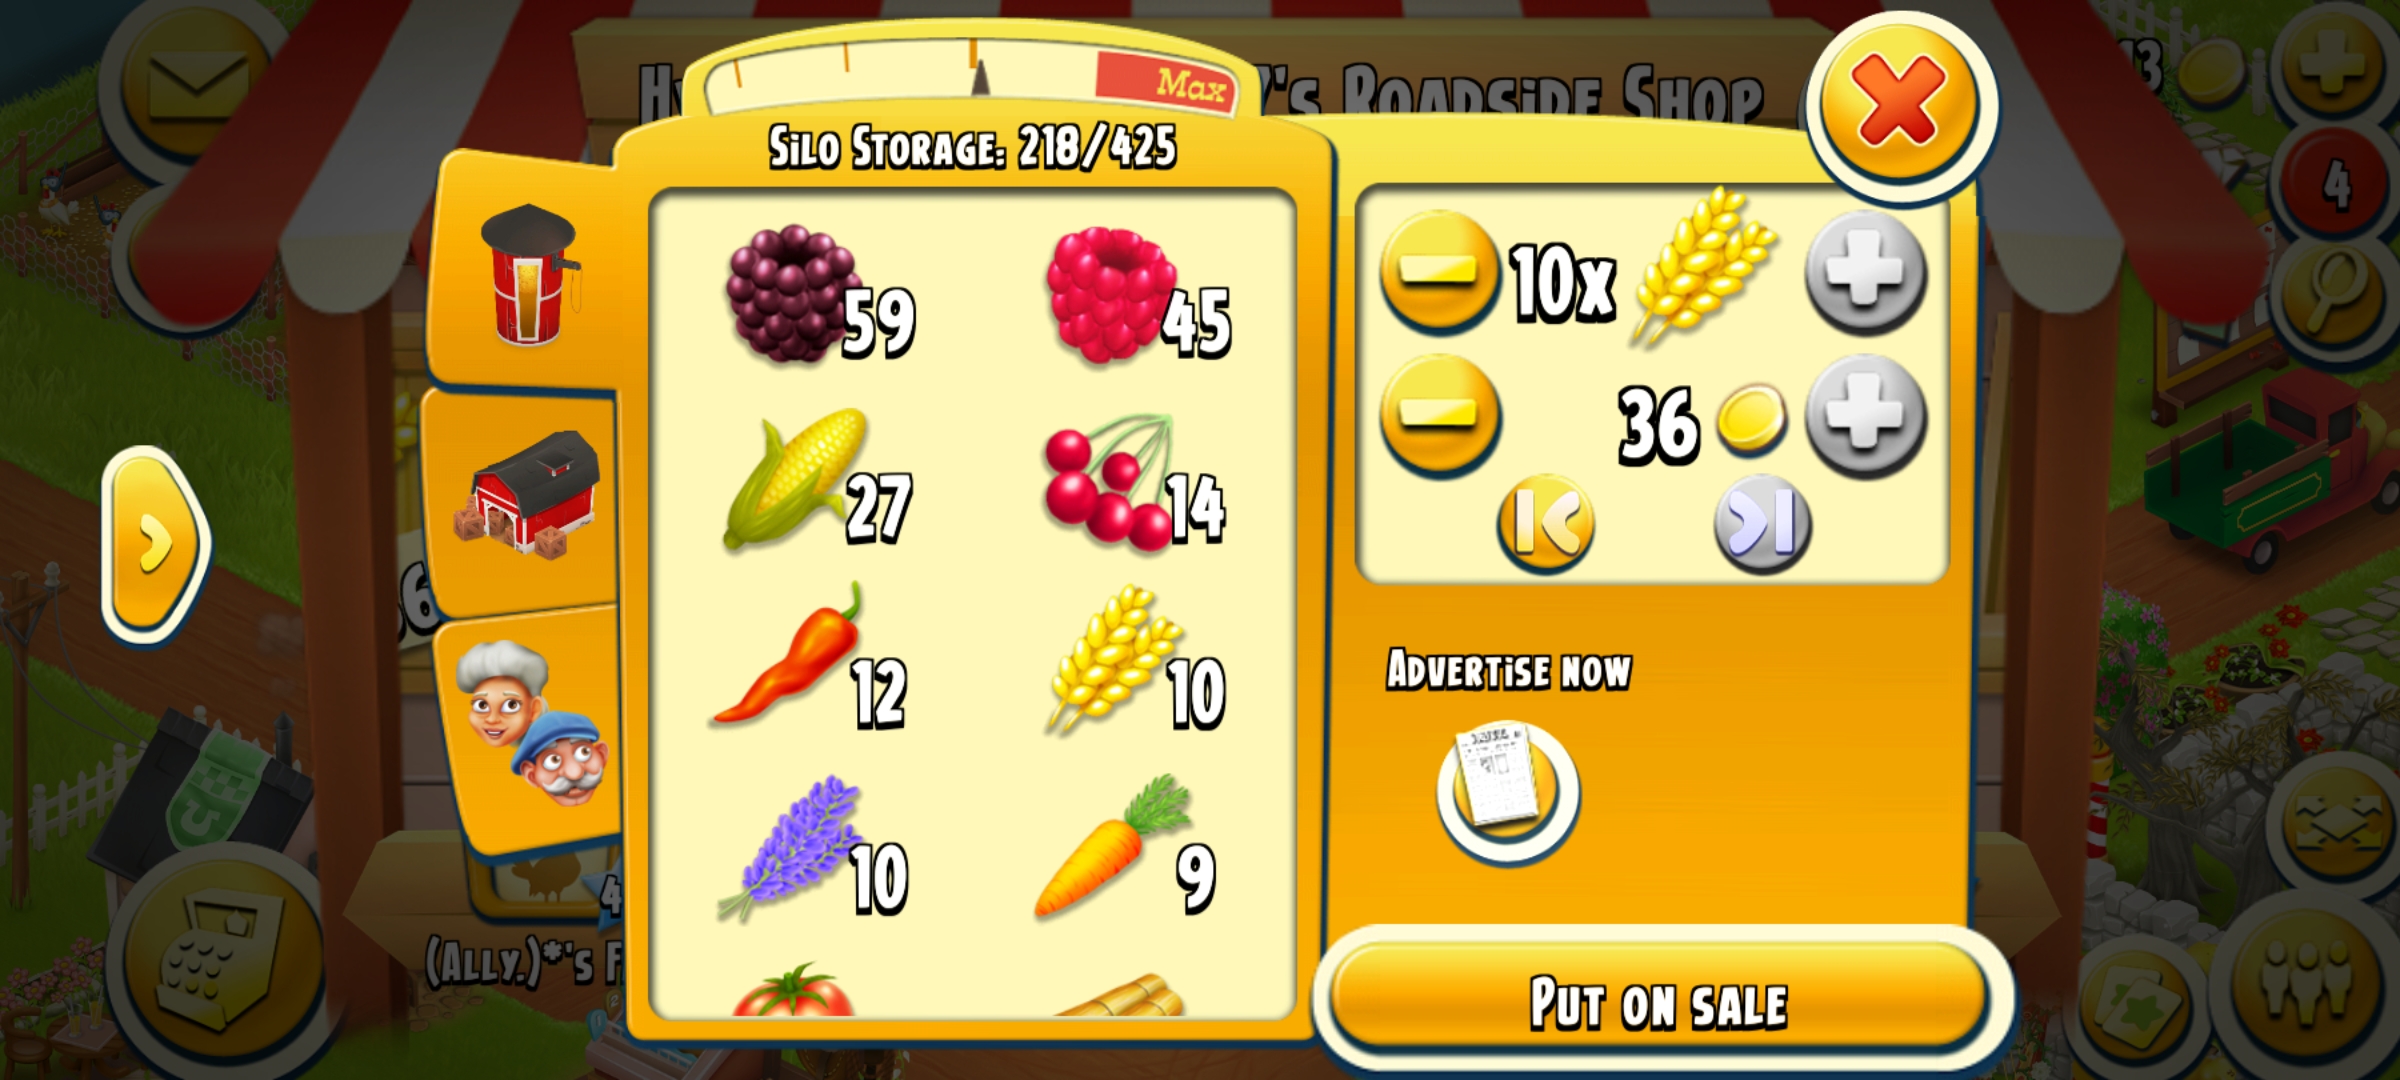 's Roadside Shop
Max
Silo Storage: 218/425
4
59
45
27
14
12
10
10
9
10x
36
Advertise now
(Ally.)*'s
Put on sale